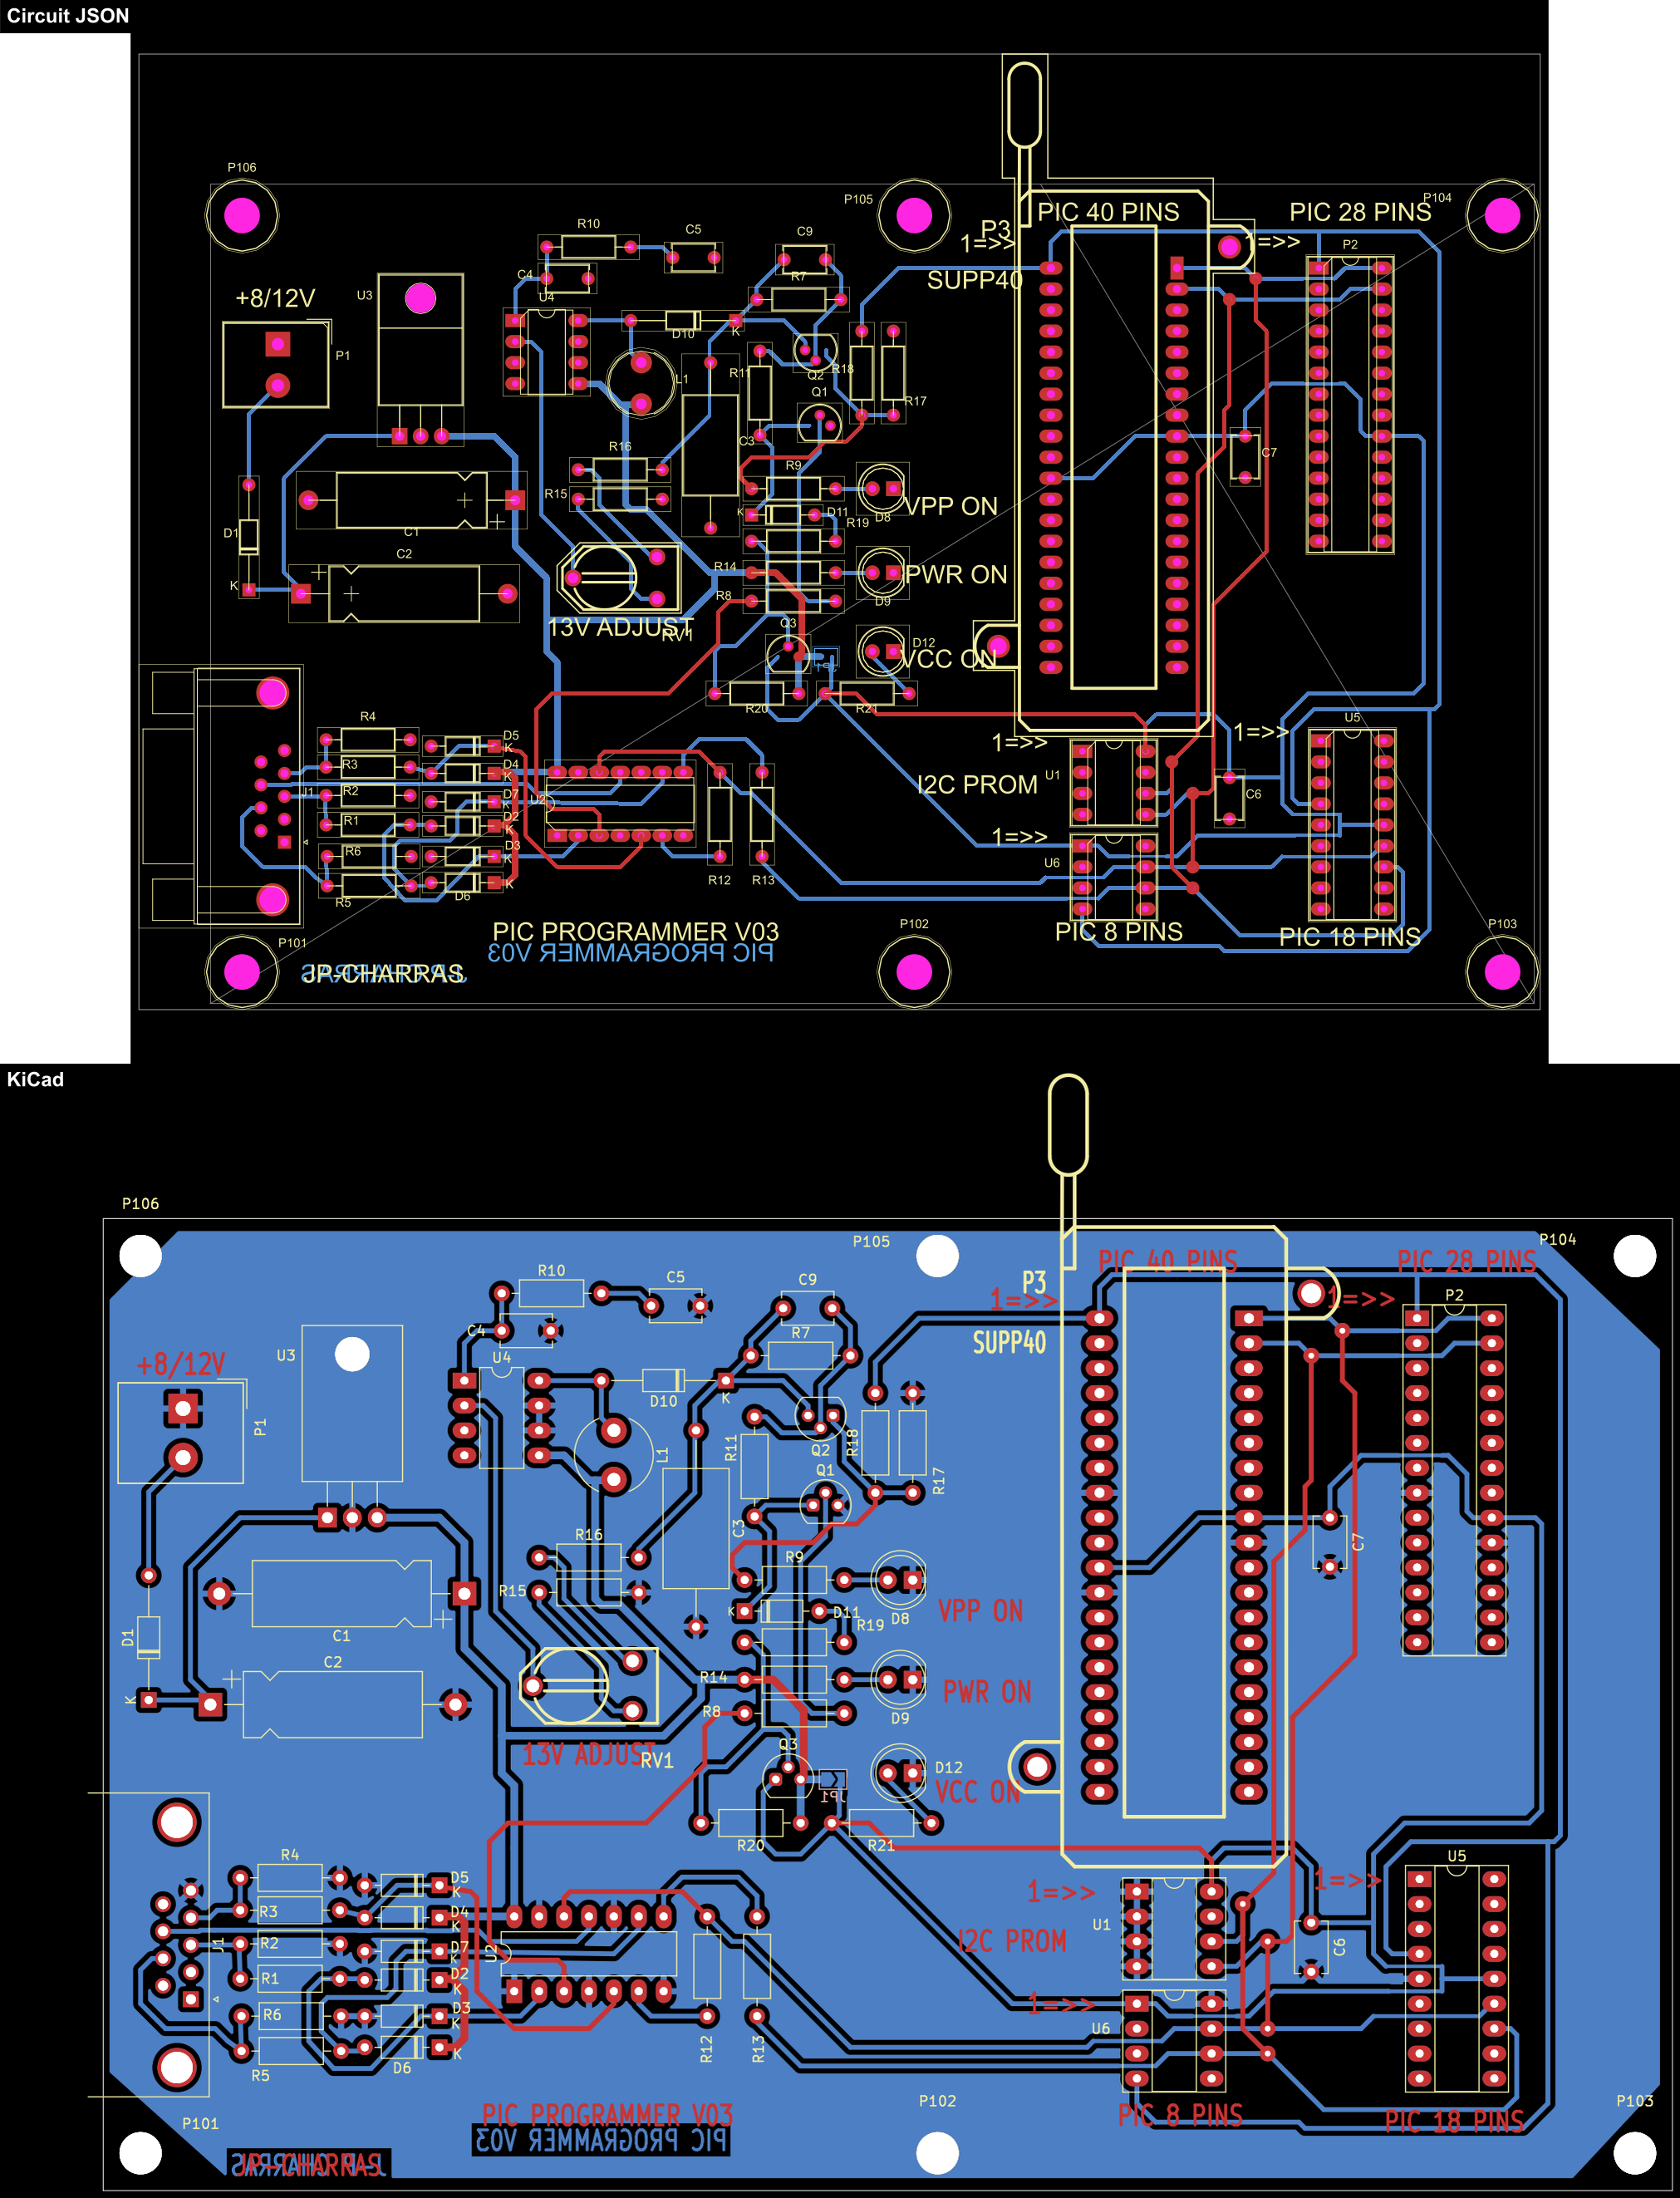 Circuit JSON
P106
P105
P104
R10
C5
C9
P3
1=>>
PIC 40 PINS
PIC 28 PINS
1=>>
P2
C4
R7
SUPP40
+8/12V
U3
U4
P1
D10
K
L1
R11
Q2
R18
Q1
R17
C3
R16
R9
C7
R15
K
D11
D8
VPP ON
R19
D1
C1
C2
R14
PWR ON
K
R8
D9
13V ADJUST
RV1
Q3
JP1
D12
VCC ON
R20
R21
R4
D5
K
1=>>
1=>>
U5
R3
D4
K
U1
I2C PROM
J1
R2
D7
K
U2
C6
R1
D2
K
1=>>
R6
D3
K
U6
R5
D6
R12
R13
PIC PROGRAMMER V03
PIC PROGRAMMER V03
PIC 8 PINS
PIC 18 PINS
P101
P102
P103
J-P CHARRAS
JP-CHARRAS
KiCad
P106
P105
P104
R10
C5
C9
P3
1=>>
PIC 40 PINS
PIC 28 PINS
1=>>
P2
C4
R7
SUPP40
+8/12V
U3
U4
P1
D10
K
L1
R11
Q2
R18
Q1
R17
C3
R16
R9
C7
R15
K
D11
D8
VPP ON
R19
D1
C1
C2
R14
PWR ON
K
R8
D9
13V ADJUST
RV1
Q3
JP1
D12
VCC ON
R20
R21
R4
D5
K
1=>>
1=>>
U5
R3
D4
K
U1
I2C PROM
J1
R2
D7
K
U2
C6
R1
D2
K
1=>>
R6
D3
K
U6
R5
D6
K
R12
R13
PIC PROGRAMMER V03
PIC PROGRAMMER V03
PIC 8 PINS
PIC 18 PINS
P101
P102
P103
J-P CHARRAS
JP-CHARRAS